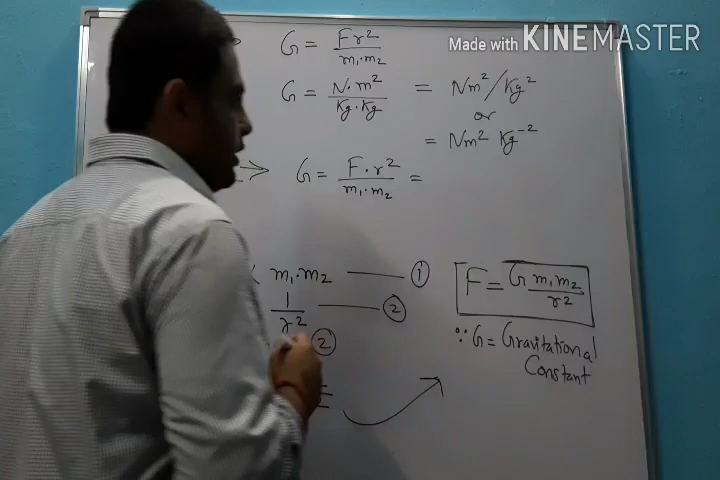 Made with KINEMASTER
G = Fr²/m₁.m₂
G = N.m²/Kg.Kg = Nm²/Kg²
or
= Nm² Kg⁻²
⇒ G = F.r²/m₁.m₂ =
m₁.m₂ —— ①
1/r² —— ②
②
F = G m₁m₂/r²
∵ G = Gravitational
Constant